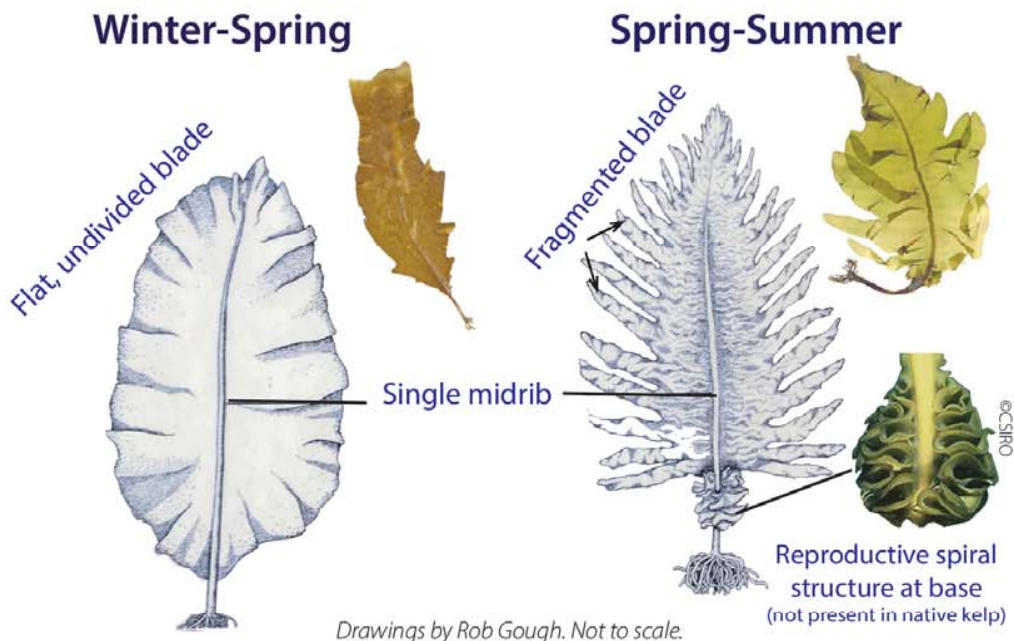 Winter-Spring
Spring-Summer
Flat, undivided blade
Fragmented blade
Single midrib
©CSIRO
Reproductive spiral
structure at base
(not present in native kelp)
Drawings by Rob Gough. Not to scale.